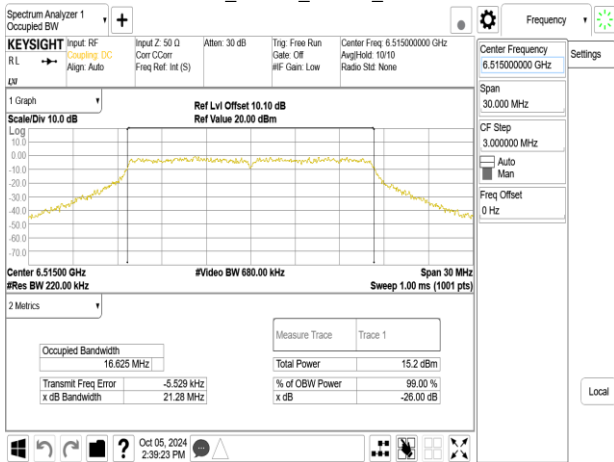 Spectrum Analyzer 1
Occupied BW
Frequency
KEYSIGHT
RL
Input: RF
Coupling: DC
Align: Auto
Input Z: 50 Ω
Corr CCorr
Freq Ref: Int (S)
Atten: 30 dB
Trig: Free Run
Gate: Off
#IF Gain: Low
Center Freq: 6.515000000 GHz
Avg|Hold: 10/10
Radio Std: None
LXI
1 Graph
Scale/Div 10.0 dB
Ref Lvl Offset 10.10 dB
Ref Value 20.00 dBm
Log
10.0
0.00
-10.0
-20.0
-30.0
-40.0
-50.0
-60.0
-70.0
Center 6.51500 GHz
#Res BW 220.00 kHz
#Video BW 680.00 kHz
Span 30 MHz
Sweep 1.00 ms (1001 pts)
2 Metrics
Measure Trace
Trace 1
Occupied Bandwidth
16.625 MHz
Total Power
15.2 dBm
Transmit Freq Error
-5.529 kHz
% of OBW Power
99.00 %
x dB Bandwidth
21.28 MHz
x dB
-26.00 dB
Oct 05, 2024
2:39:23 PM
Center Frequency
6.515000000 GHz
Span
30.000 MHz
CF Step
3.000000 MHz
Auto
Man
Freq Offset
0 Hz
Settings
Local